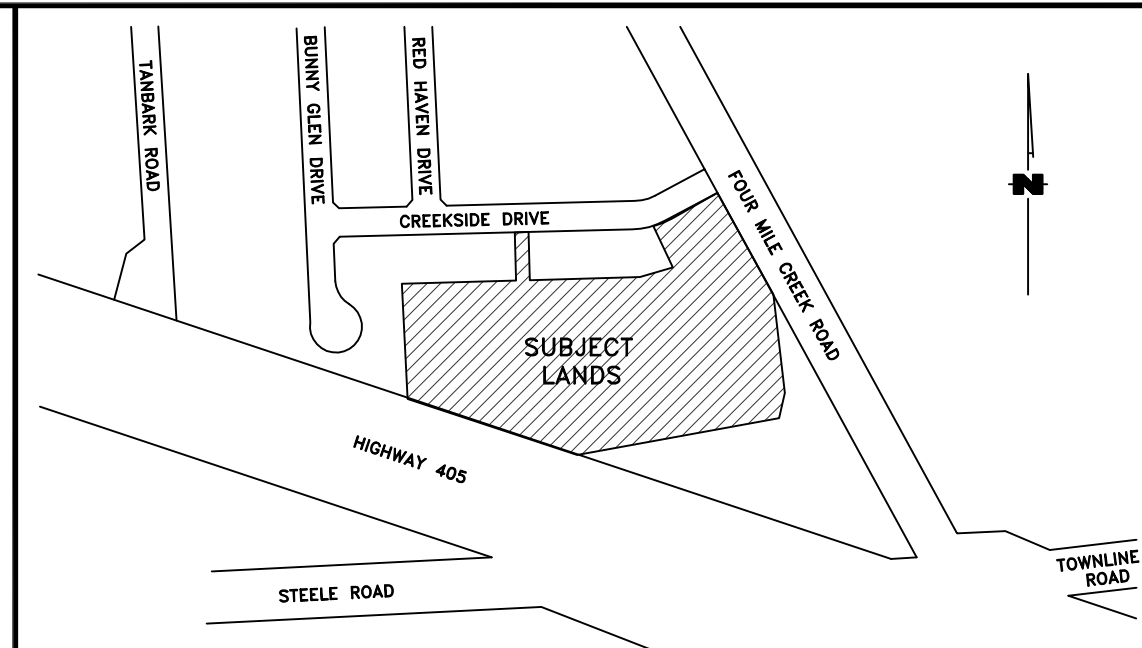 TANBARK ROAD
BUNNY GLEN DRIVE
RED HAVEN DRIVE
CREEKSIDE DRIVE
FOUR MILE CREEK ROAD
N
SUBJECT
LANDS
HIGHWAY 405
STEELE ROAD
TOWNLINE
ROAD